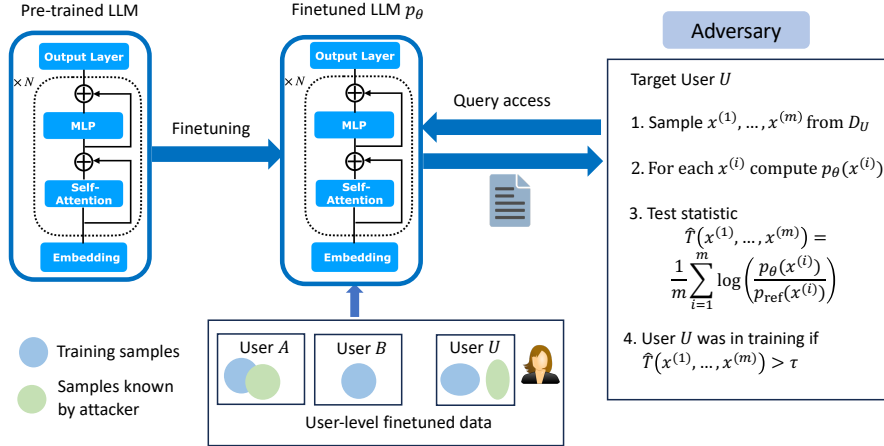 Pre-trained LLM
Output Layer
× N
MLP
Self-
Attention
Embedding
Finetuning
Finetuned LLM p_θ
Output Layer
× N
MLP
Self-
Attention
Embedding
Query access
Adversary
Target User U
1. Sample x^(1), …, x^(m) from D_U
2. For each x^(i) compute p_θ(x^(i))
3. Test statistic
T̂(x^(1), …, x^(m)) =
1/m ∑_{i=1}^{m} log(p_θ(x^(i)) / p_ref(x^(i)))
4. User U was in training if
T̂(x^(1), …, x^(m)) > τ
Training samples
Samples known
by attacker
User A
User B
User U
User-level finetuned data